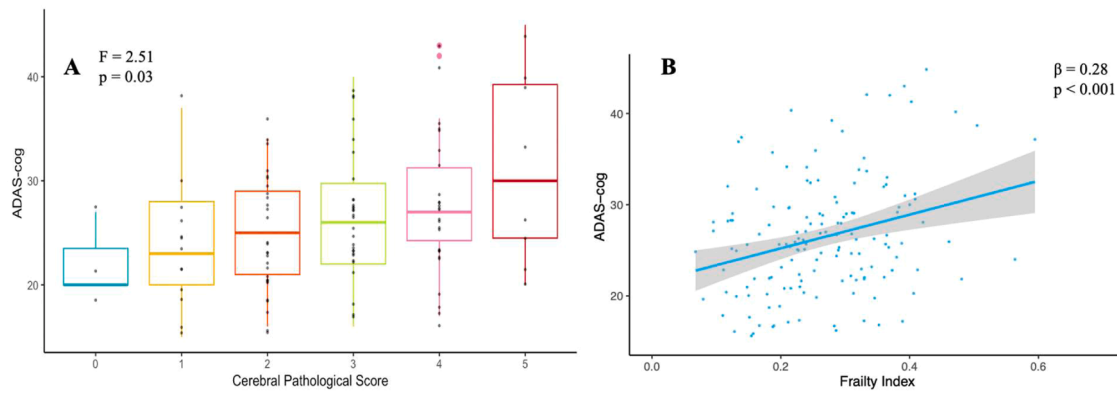 A
F = 2.51
p = 0.03
ADAS-cog
40
30
20
0 1 2 3 4 5
Cerebral Pathological Score
B
β = 0.28
p < 0.001
ADAS−cog
40
30
20
0.0 0.2 0.4 0.6
Frailty Index